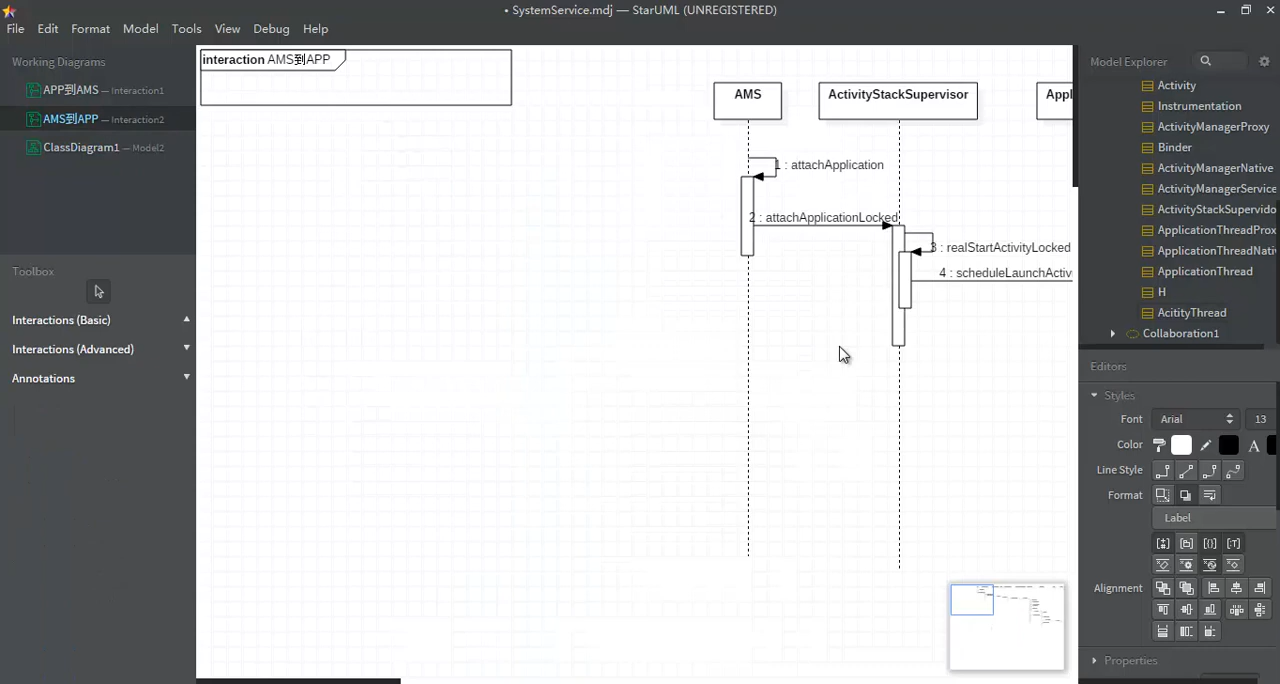 • SystemService.mdj — StarUML (UNREGISTERED)
File Edit Format Model Tools View Debug Help
Working Diagrams
APP到AMS — Interaction1
AMS到APP — Interaction2
ClassDiagram1 — Model2
Toolbox
Interactions (Basic)
Interactions (Advanced)
Annotations
interaction AMS到APP
AMS
ActivityStackSupervisor
Appl
1 : attachApplication
2 : attachApplicationLocked
3 : realStartActivityLocked
4 : scheduleLaunchActiv
Model Explorer
Activity
Instrumentation
ActivityManagerProxy
Binder
ActivityManagerNative
ActivityManagerService
ActivityStackSupervido
ApplicationThreadProx
ApplicationThreadNati
ApplicationThread
H
AcitityThread
Collaboration1
Editors
Styles
Font Arial 13
Color A
Line Style
Format
Label
Alignment
Properties